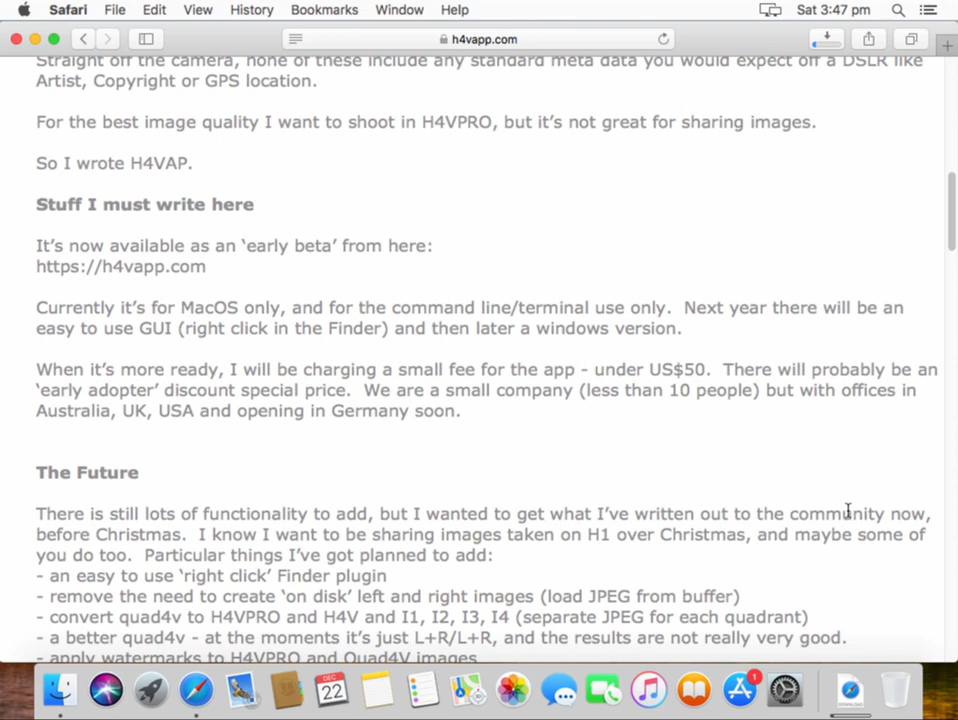 Safari File Edit View History Bookmarks Window Help Sat 3:47 pm
h4vapp.com
Straight off the camera, none of these include any standard meta data you would expect off a DSLR like
Artist, Copyright or GPS location.
For the best image quality I want to shoot in H4VPRO, but it's not great for sharing images.
So I wrote H4VAP.
Stuff I must write here
It's now available as an ‘early beta’ from here:
https://h4vapp.com
Currently it's for MacOS only, and for the command line/terminal use only.  Next year there will be an
easy to use GUI (right click in the Finder) and then later a windows version.
When it's more ready, I will be charging a small fee for the app - under US$50.  There will probably be an
‘early adopter’ discount special price.  We are a small company (less than 10 people) but with offices in
Australia, UK, USA and opening in Germany soon.
The Future
There is still lots of functionality to add, but I wanted to get what I've written out to the community now,
before Christmas.  I know I want to be sharing images taken on H1 over Christmas, and maybe some of
you do too.  Particular things I've got planned to add:
- an easy to use ‘right click’ Finder plugin
- remove the need to create ‘on disk’ left and right images (load JPEG from buffer)
- convert quad4v to H4VPRO and H4V and I1, I2, I3, I4 (separate JPEG for each quadrant)
- a better quad4v - at the moments it's just L+R/L+R, and the results are not really very good.
- apply watermarks to H4VPRO and Quad4V images
DEC
22
1
DOWNLOAD